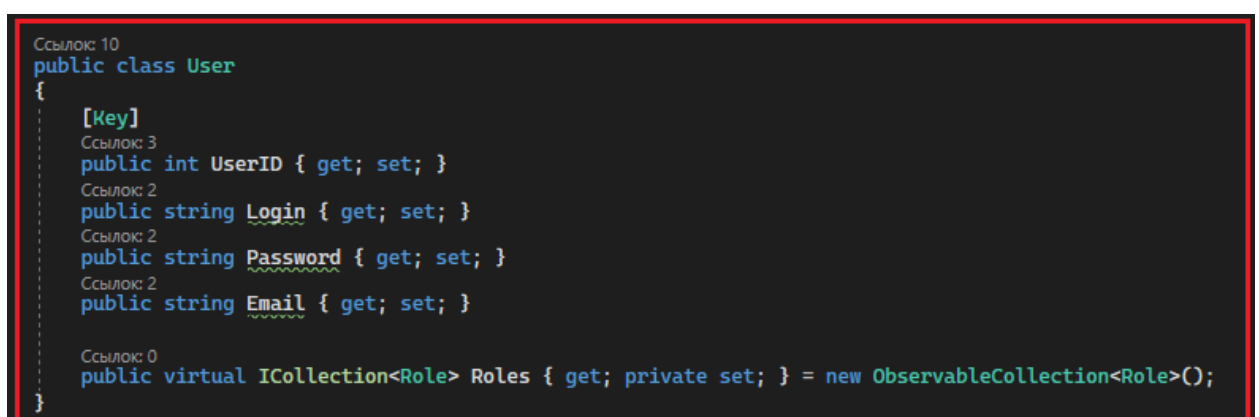 Ссылок: 10
public class User
{
[Key]
Ссылок: 3
public int UserID { get; set; }
Ссылок: 2
public string Login { get; set; }
Ссылок: 2
public string Password { get; set; }
Ссылок: 2
public string Email { get; set; }
Ссылок: 0
public virtual ICollection<Role> Roles { get; private set; } = new ObservableCollection<Role>();
}